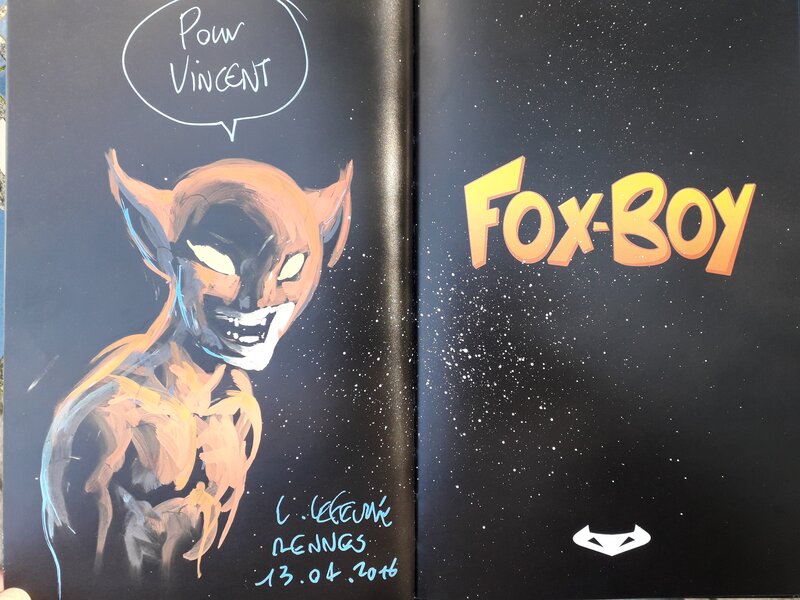 Pour
VINCENT
FOX-BOY
L. LEFEUVRE
RENNES
13.04.2016